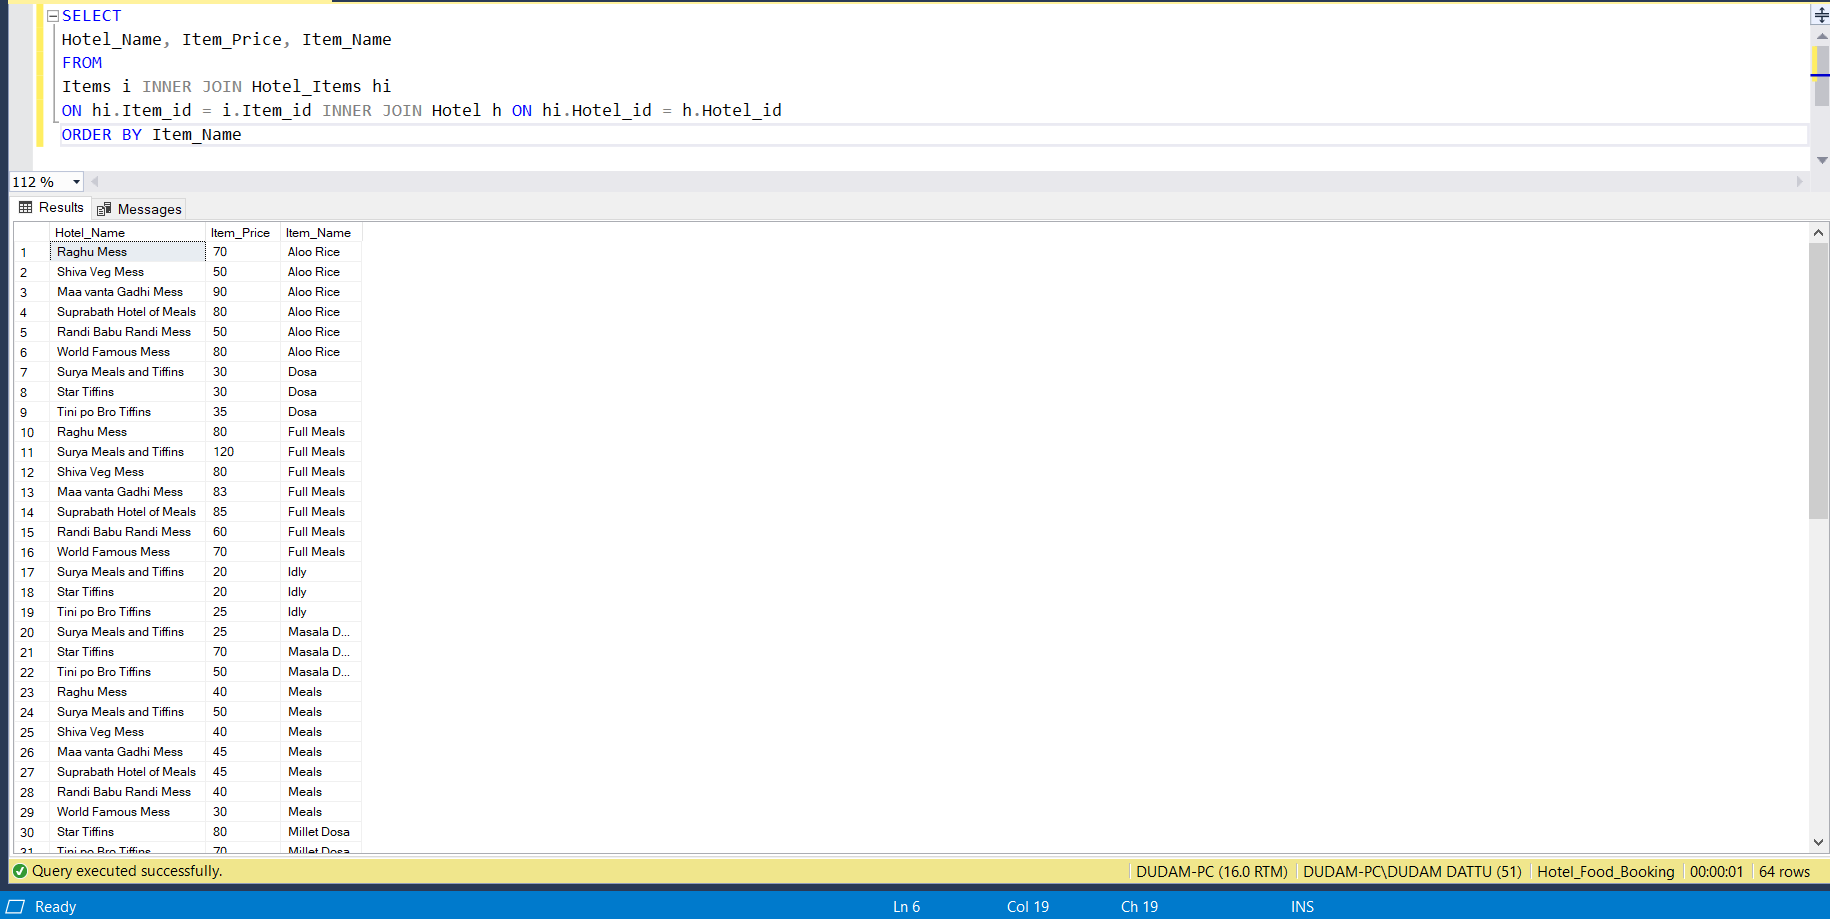 SELECT
Hotel_Name, Item_Price, Item_Name
FROM
Items i INNER JOIN Hotel_Items hi
ON hi.Item_id = i.Item_id INNER JOIN Hotel h ON hi.Hotel_id = h.Hotel_id
ORDER BY Item_Name
112 %
Results Messages
Hotel_Name Item_Price Item_Name
1 Raghu Mess 70 Aloo Rice
2 Shiva Veg Mess 50 Aloo Rice
3 Maa vanta Gadhi Mess 90 Aloo Rice
4 Suprabath Hotel of Meals 80 Aloo Rice
5 Randi Babu Randi Mess 50 Aloo Rice
6 World Famous Mess 80 Aloo Rice
7 Surya Meals and Tiffins 30 Dosa
8 Star Tiffins 30 Dosa
9 Tini po Bro Tiffins 35 Dosa
10 Raghu Mess 80 Full Meals
11 Surya Meals and Tiffins 120 Full Meals
12 Shiva Veg Mess 80 Full Meals
13 Maa vanta Gadhi Mess 83 Full Meals
14 Suprabath Hotel of Meals 85 Full Meals
15 Randi Babu Randi Mess 60 Full Meals
16 World Famous Mess 70 Full Meals
17 Surya Meals and Tiffins 20 Idly
18 Star Tiffins 20 Idly
19 Tini po Bro Tiffins 25 Idly
20 Surya Meals and Tiffins 25 Masala D...
21 Star Tiffins 70 Masala D...
22 Tini po Bro Tiffins 50 Masala D...
23 Raghu Mess 40 Meals
24 Surya Meals and Tiffins 50 Meals
25 Shiva Veg Mess 40 Meals
26 Maa vanta Gadhi Mess 45 Meals
27 Suprabath Hotel of Meals 45 Meals
28 Randi Babu Randi Mess 40 Meals
29 World Famous Mess 30 Meals
30 Star Tiffins 80 Millet Dosa
31 Tini po Bro Tiffins 70 Millet Dosa
Query executed successfully. DUDAM-PC (16.0 RTM) DUDAM-PC\DUDAM DATTU (51) Hotel_Food_Booking 00:00:01 64 rows
Ready Ln 6 Col 19 Ch 19 INS